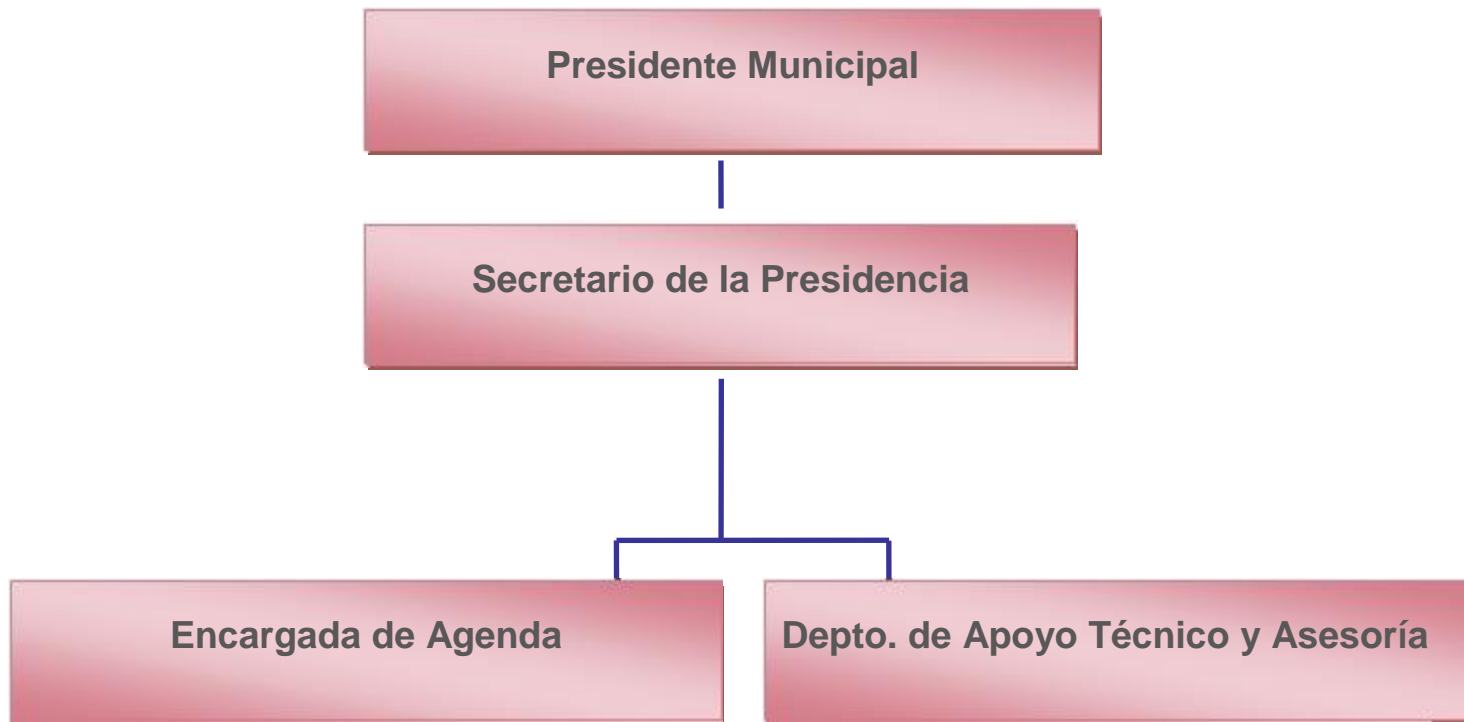 Presidente Municipal
Secretario de la Presidencia
Encargada de Agenda
Depto. de Apoyo Técnico y Asesoría